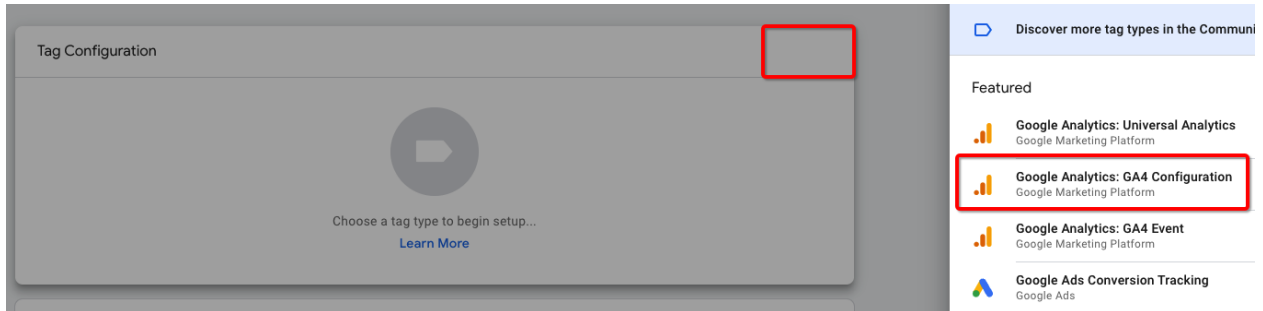 Tag Configuration
Choose a tag type to begin setup...
Learn More
Discover more tag types in the Communi
Featured
Google Analytics: Universal Analytics
Google Marketing Platform
Google Analytics: GA4 Configuration
Google Marketing Platform
Google Analytics: GA4 Event
Google Marketing Platform
Google Ads Conversion Tracking
Google Ads